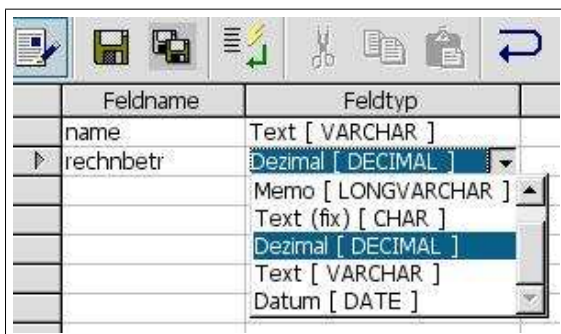 Feldname Feldtyp
name Text [ VARCHAR ]
rechnbetr Dezimal [ DECIMAL ]
Memo [ LONGVARCHAR ]
Text (fix) [ CHAR ]
Dezimal [ DECIMAL ]
Text [ VARCHAR ]
Datum [ DATE ]